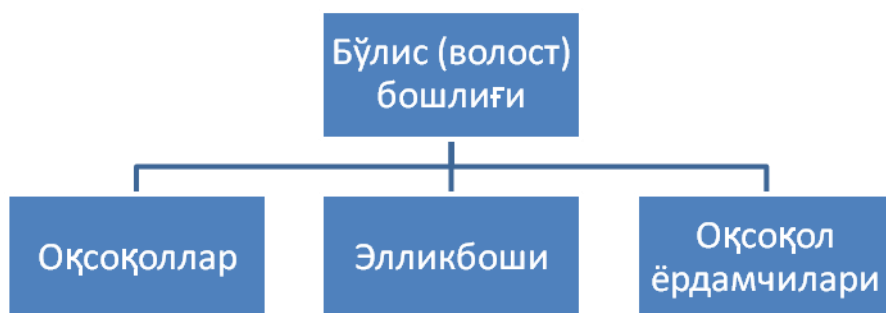 Бўлис (волост)
бошлиғи
Оқсоқоллар
Элликбоши
Оқсоқол
ёрдамчилари